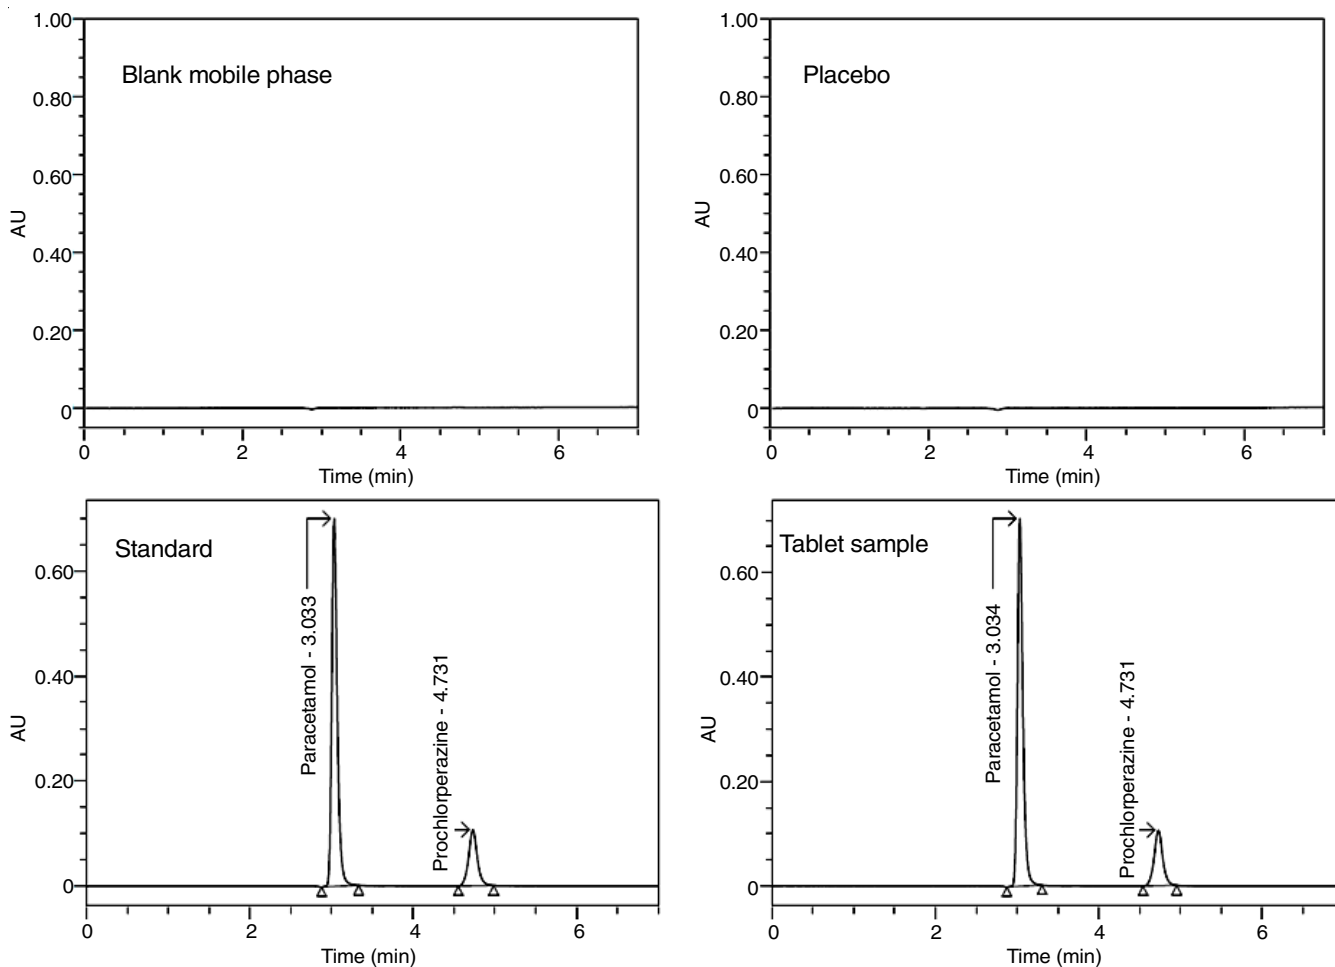 Blank mobile phase
1.00
0.80
0.60
0.40
0.20
0
AU
0 2 4 6
Time (min)
Placebo
1.00
0.80
0.60
0.40
0.20
0
AU
0 2 4 6
Time (min)
Standard
0.60
0.40
0.20
0
AU
Paracetamol - 3.033
Prochlorperazine - 4.731
0 2 4 6
Time (min)
Tablet sample
0.60
0.40
0.20
0
AU
Paracetamol - 3.034
Prochlorperazine - 4.731
0 2 4 6
Time (min)